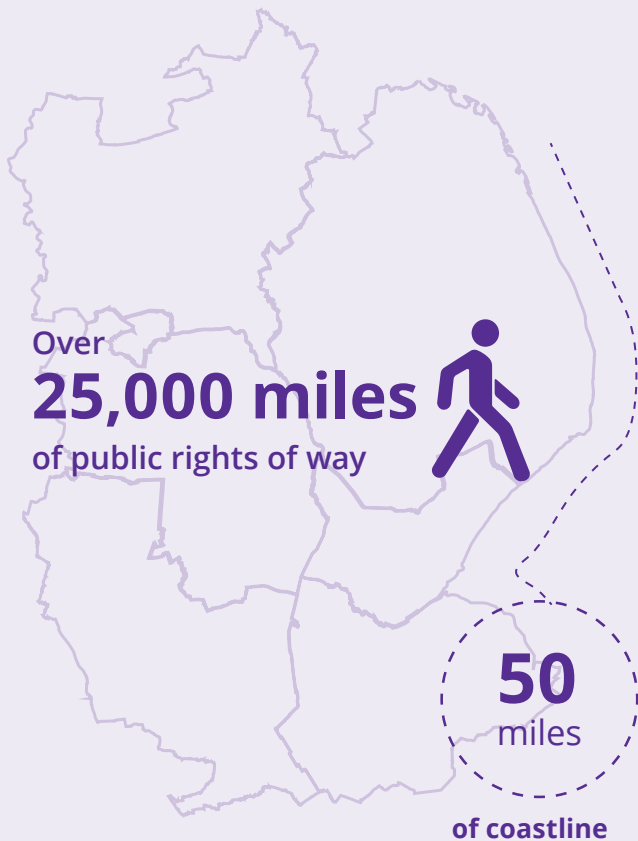 Over
25,000 miles
of public rights of way
50
miles
of coastline